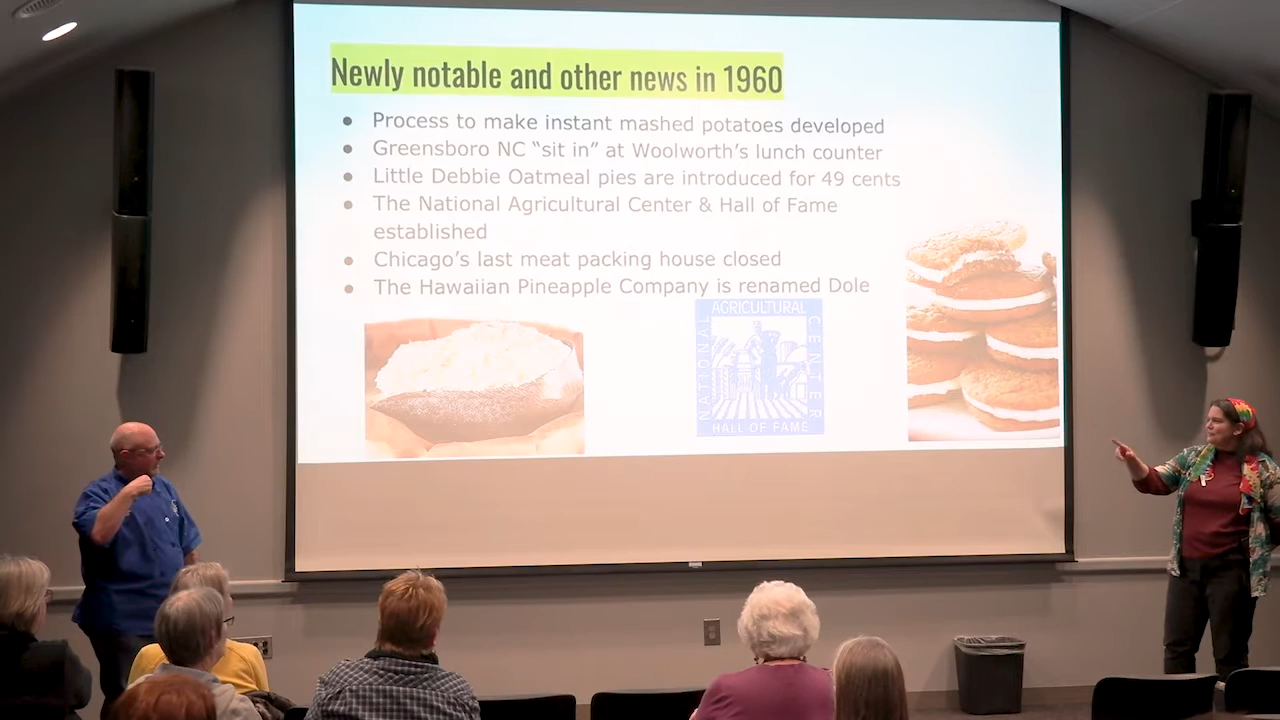 Newly notable and other news in 1960
● Process to make instant mashed potatoes developed
● Greensboro NC “sit in” at Woolworth’s lunch counter
● Little Debbie Oatmeal pies are introduced for 49 cents
● The National Agricultural Center & Hall of Fame
established
● Chicago’s last meat packing house closed
● The Hawaiian Pineapple Company is renamed Dole
AGRICULTURAL
NATIONAL
CENTER
HALL OF FAME